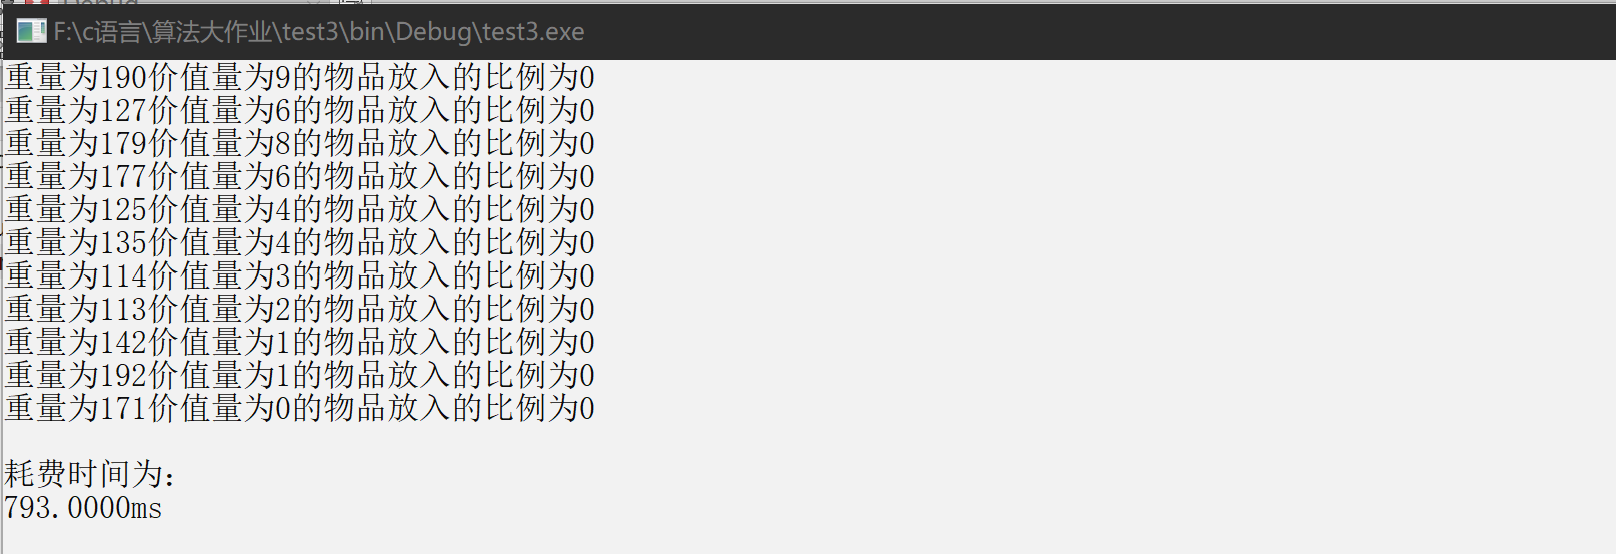 F:\c语言\算法大作业\test3\bin\Debug\test3.exe
重量为190价值量为9的物品放入的比例为0
重量为127价值量为6的物品放入的比例为0
重量为179价值量为8的物品放入的比例为0
重量为177价值量为6的物品放入的比例为0
重量为125价值量为4的物品放入的比例为0
重量为135价值量为4的物品放入的比例为0
重量为114价值量为3的物品放入的比例为0
重量为113价值量为2的物品放入的比例为0
重量为142价值量为1的物品放入的比例为0
重量为192价值量为1的物品放入的比例为0
重量为171价值量为0的物品放入的比例为0
耗费时间为:
793.0000ms